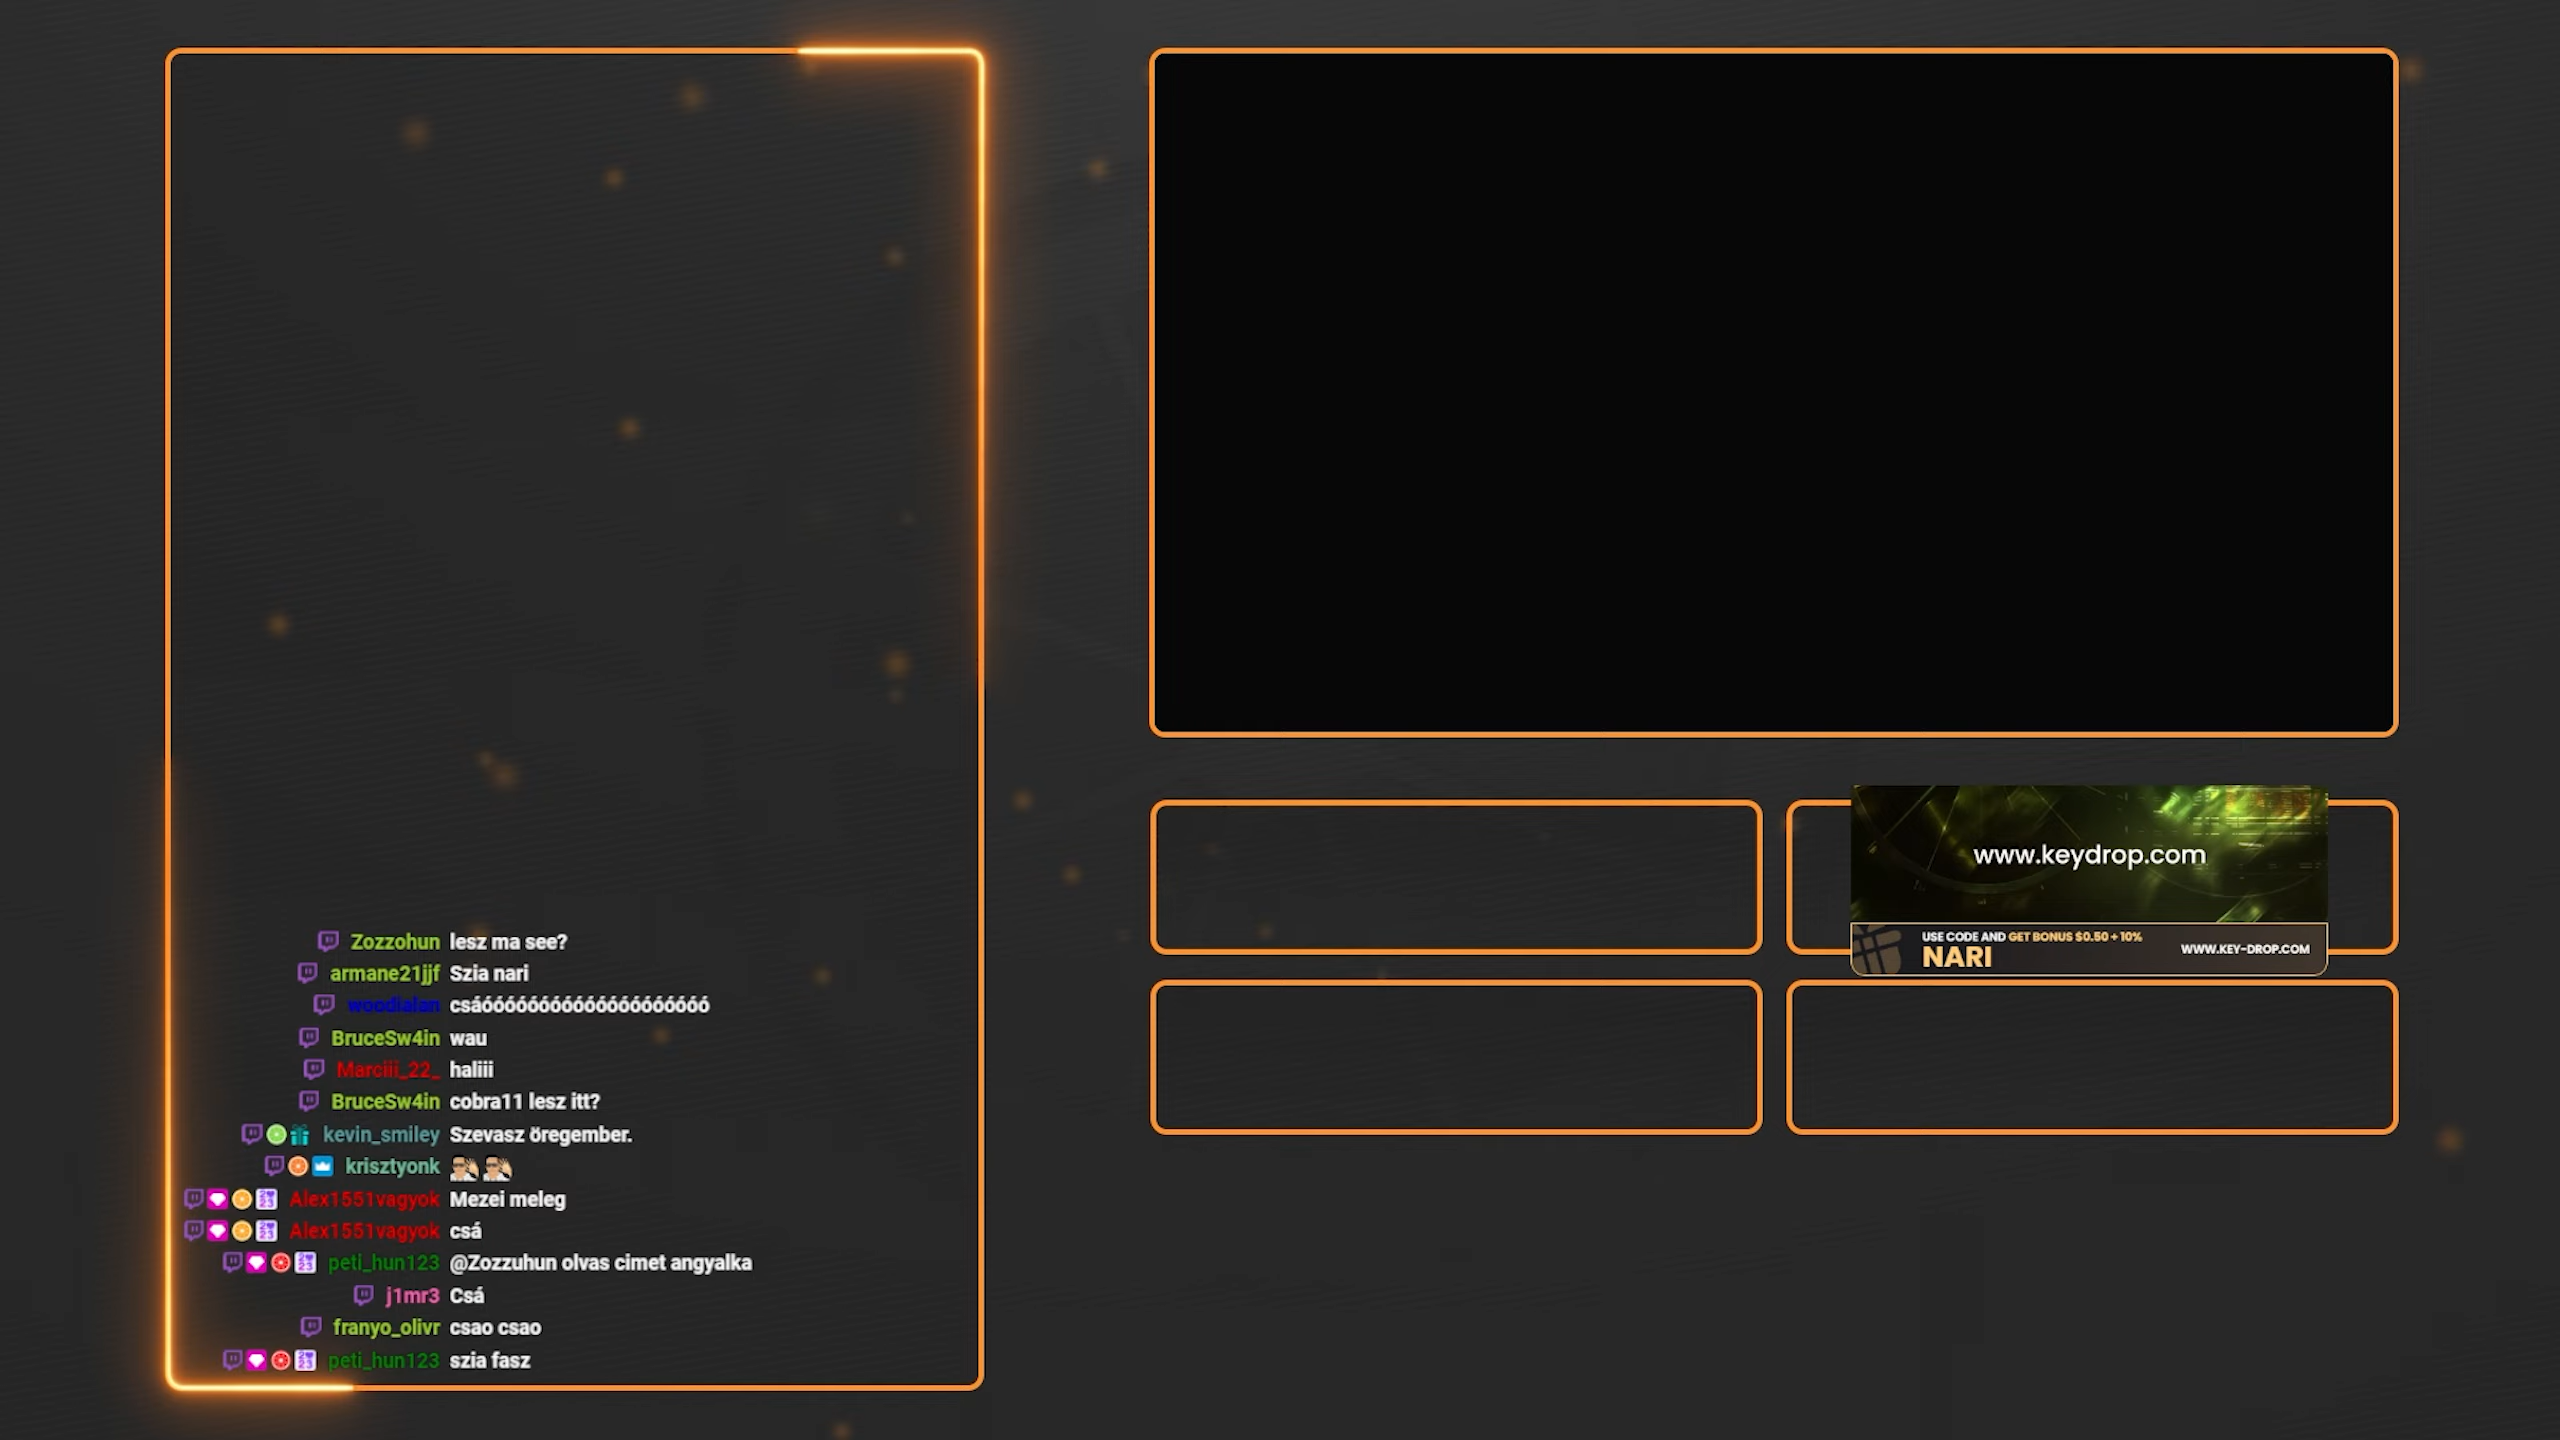 Zozzohun lesz ma see?
armane21jjf Szia nari
woodialan csáóóóóóóóóóóóóóóóóóóóó
BruceSw4in wau
Marciii_22_ haliii
BruceSw4in cobra11 lesz itt?
kevin_smiley Szevasz öregember.
krisztyonk
Alex1551vagyok Mezei meleg
Alex1551vagyok csá
peti_hun123 @Zozzuhun olvas cimet angyalka
j1mr3 Csá
franyo_olivr csao csao
peti_hun123 szia fasz
www.keydrop.com
USE CODE AND GET BONUS $0.50 + 10%
NARI
WWW.KEY-DROP.COM